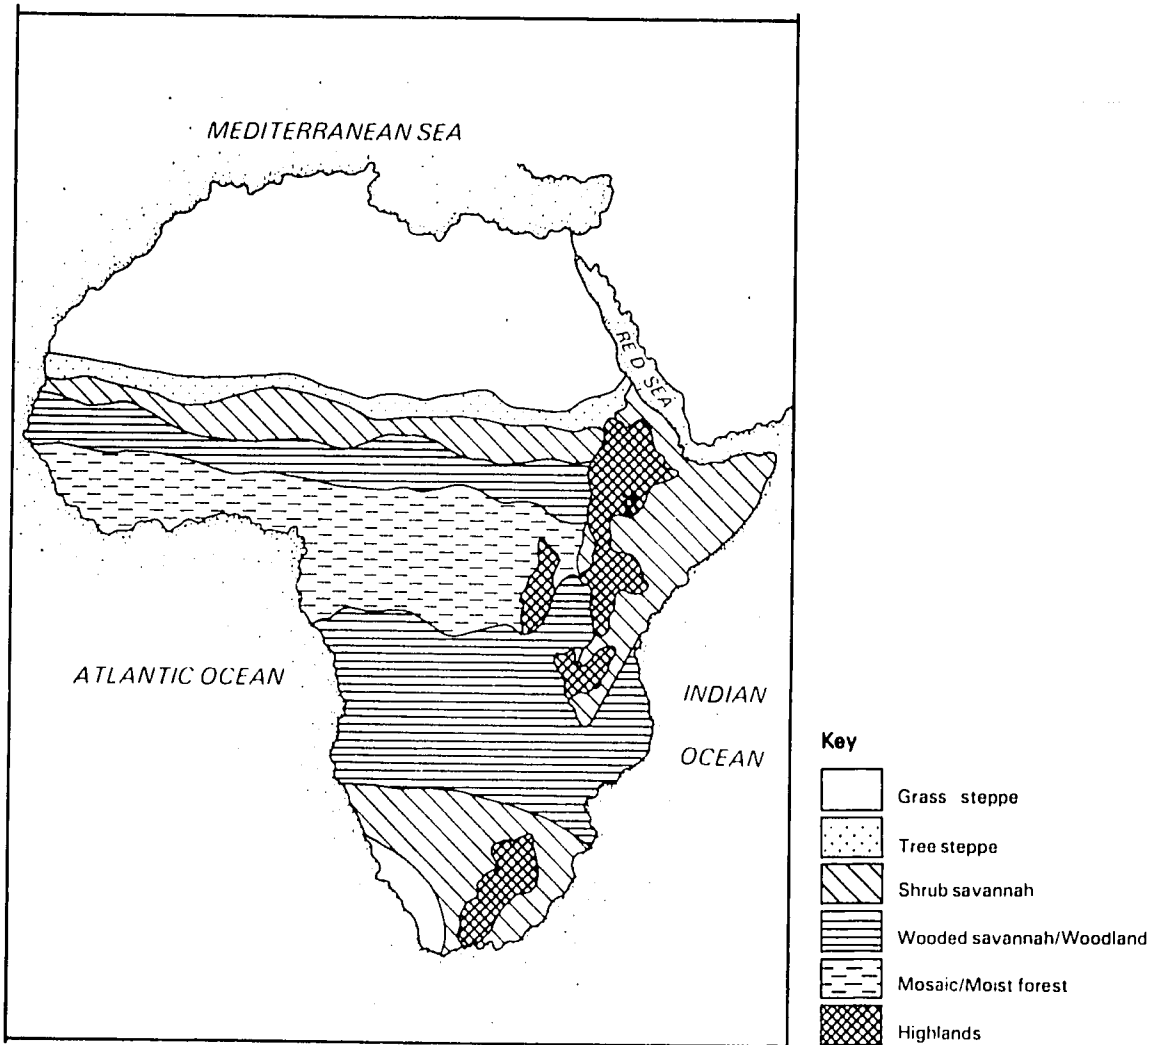 MEDITERRANEAN SEA
RED SEA
ATLANTIC OCEAN
INDIAN
OCEAN
Key
Grass steppe
Tree steppe
Shrub savannah
Wooded savannah/Woodland
Mosaic/Moist forest
Highlands